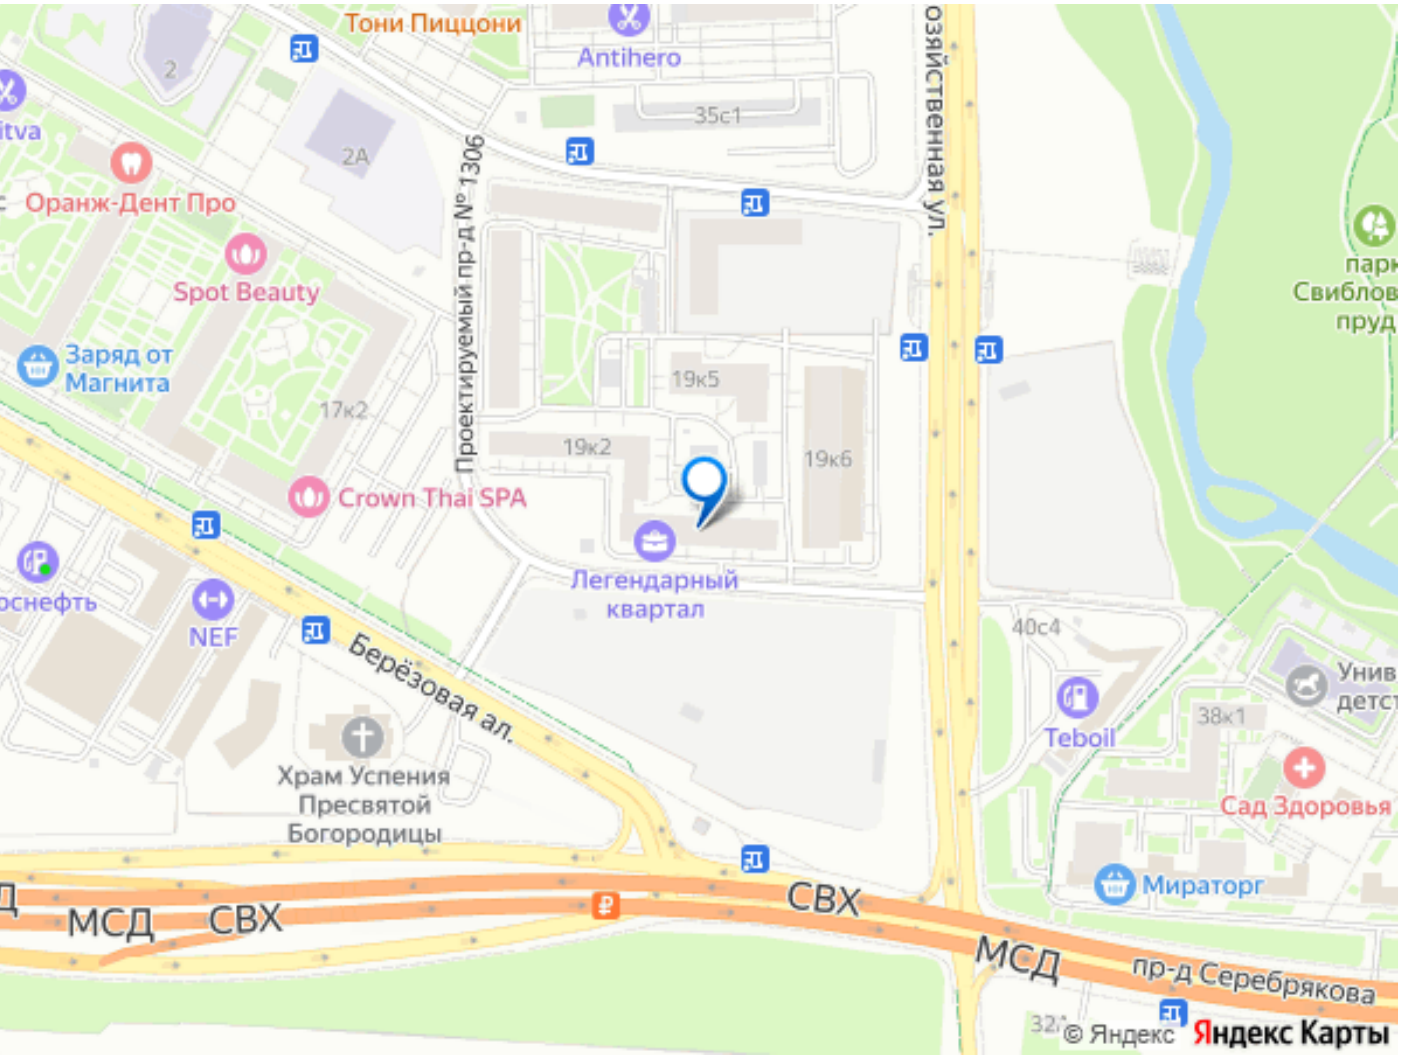 Тони Пиццони
Antihero
озяйственная ул.
2
itva
35с1
2А
Оранж-Дент Про
с
Проектируемый пр-д № 1306
Spot Beauty
парк
Свиблов
пруд
Заряд от
Магнита
17к2
19к5
19к2
19к6
Crown Thai SPA
Легендарный
квартал
оснефть
NEF
Берёзовая ал.
40с4
Унив
детст
38к1
Teboil
Храм Успения
Пресвятой
Богородицы
Сад Здоровья
Мираторг
Д
МСД
СВХ
₽
СВХ
МСД
пр-д Серебрякова
32А
© Яндекс Яндекс Карты